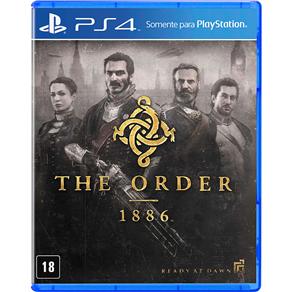 PS4
Somente para PlayStation.
THE ORDER
1886
18
READY AT DAWN